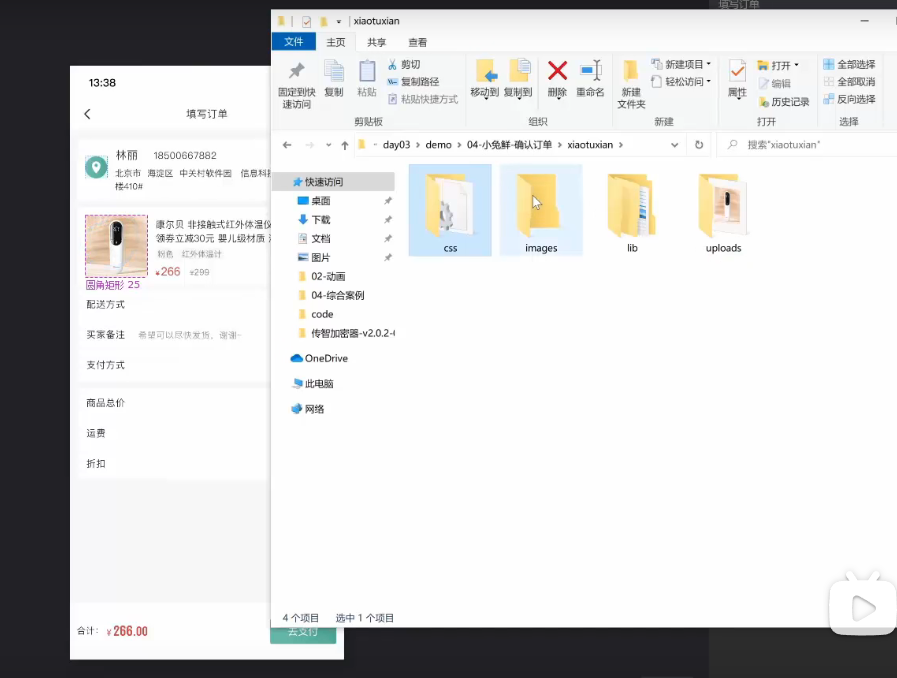 填写订单
xiaotuxian
文件 主页 共享 查看
固定到快速访问
复制
粘贴
剪切
复制路径
粘贴快捷方式
剪贴板
移动到
复制到
删除
重命名
组织
新建文件夹
新建项目
轻松访问
新建
属性
打开
编辑
历史记录
打开
全部选择
全部取消
反向选择
选择
day03 › demo › 04-小兔鲜-确认订单 › xiaotuxian ›
搜索"xiaotuxian"
快速访问
桌面
下载
文档
图片
02-动画
04-综合案例
code
传智加密器-v2.0.2-
OneDrive
此电脑
网络
css
images
lib
uploads
4 个项目 选中 1 个项目
13:38
填写订单
林丽 18500667882
北京市 海淀区 中关村软件园 信息科
楼410#
康尔贝 非接触式红外体温仪
领券立减30元 婴儿级材质
粉色 红外体温计
¥266 ¥299
圆角矩形 25
配送方式
买家备注 希望可以尽快发货，谢谢~
支付方式
商品总价
运费
折扣
合计： ¥266.00
去支付